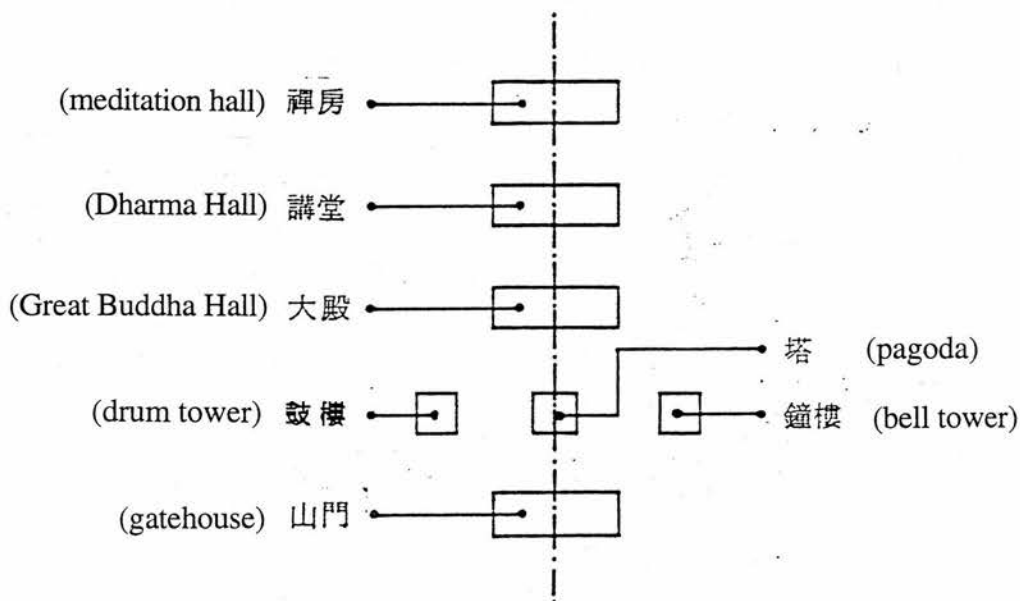 (meditation hall) 禪房
(Dharma Hall) 講堂
(Great Buddha Hall) 大殿
塔 (pagoda)
(drum tower) 鼓樓
鐘樓 (bell tower)
(gatehouse) 山門